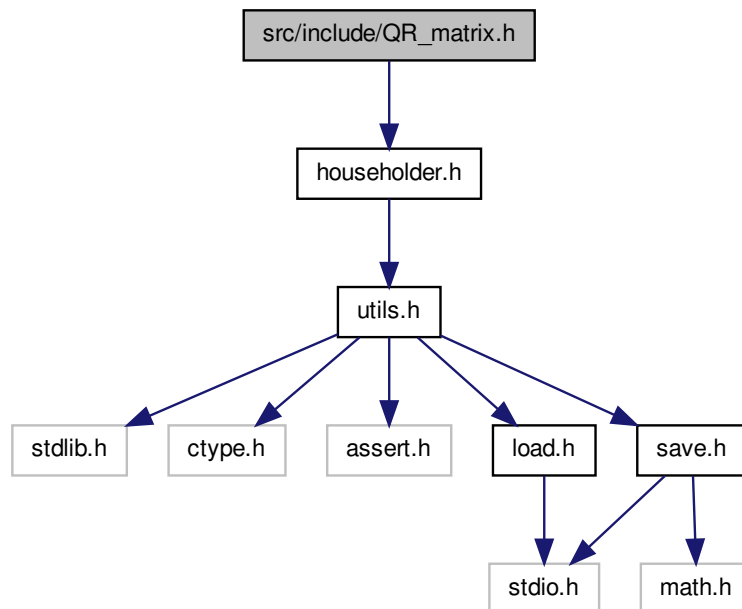 src/include/QR_matrix.h
householder.h
utils.h
stdlib.h
ctype.h
assert.h
load.h
save.h
stdio.h
math.h